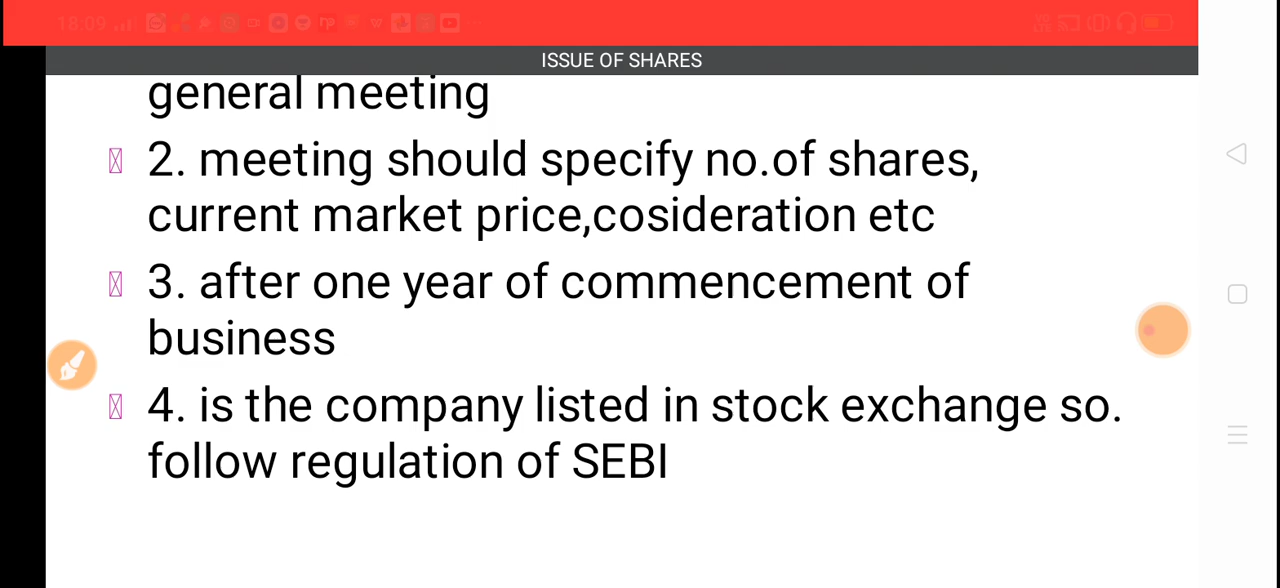 18:09
ISSUE OF SHARES
general meeting
2. meeting should specify no.of shares,
current market price,cosideration etc
3. after one year of commencement of
business
4. is the company listed in stock exchange so.
follow regulation of SEBI